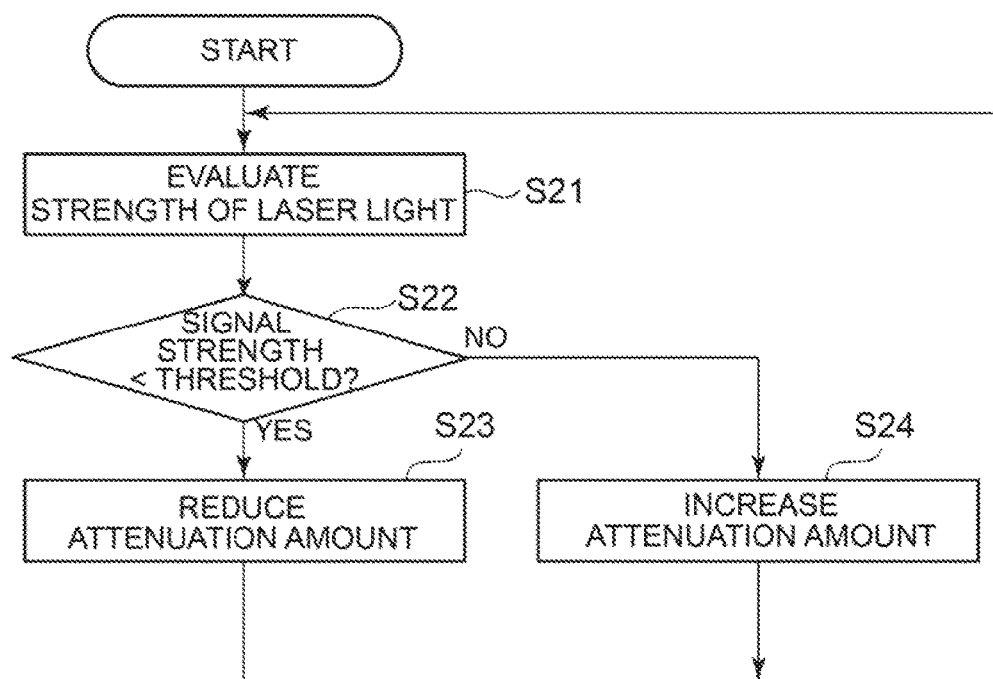 START
EVALUATE
STRENGTH OF LASER LIGHT
S21
S22
SIGNAL
STRENGTH
< THRESHOLD?
NO
YES
S23
REDUCE
ATTENUATION AMOUNT
S24
INCREASE
ATTENUATION AMOUNT